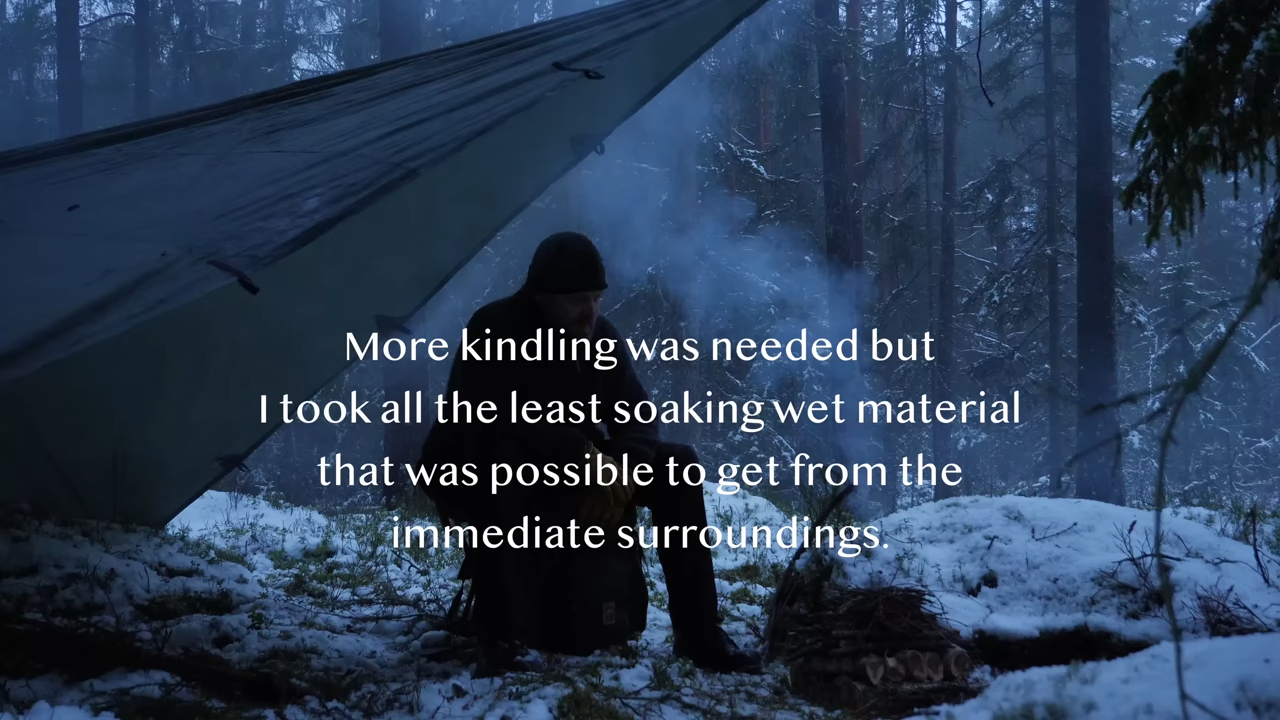 More kindling was needed but
I took all the least soaking wet material
that was possible to get from the
immediate surroundings.